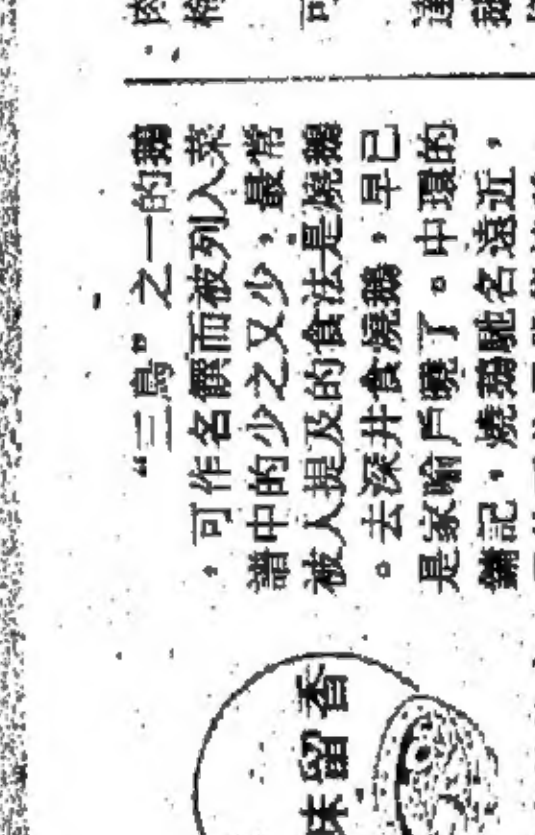 “三鳥”之一的鵝
，可作名饌而被列入菜
譜中的少之又少，最常
被人提及的食法是燒鵝
。去深井食燒鵝，早已
是家喻戶曉了。中環的
鏞記，燒鵝馳名遠近，
味留香